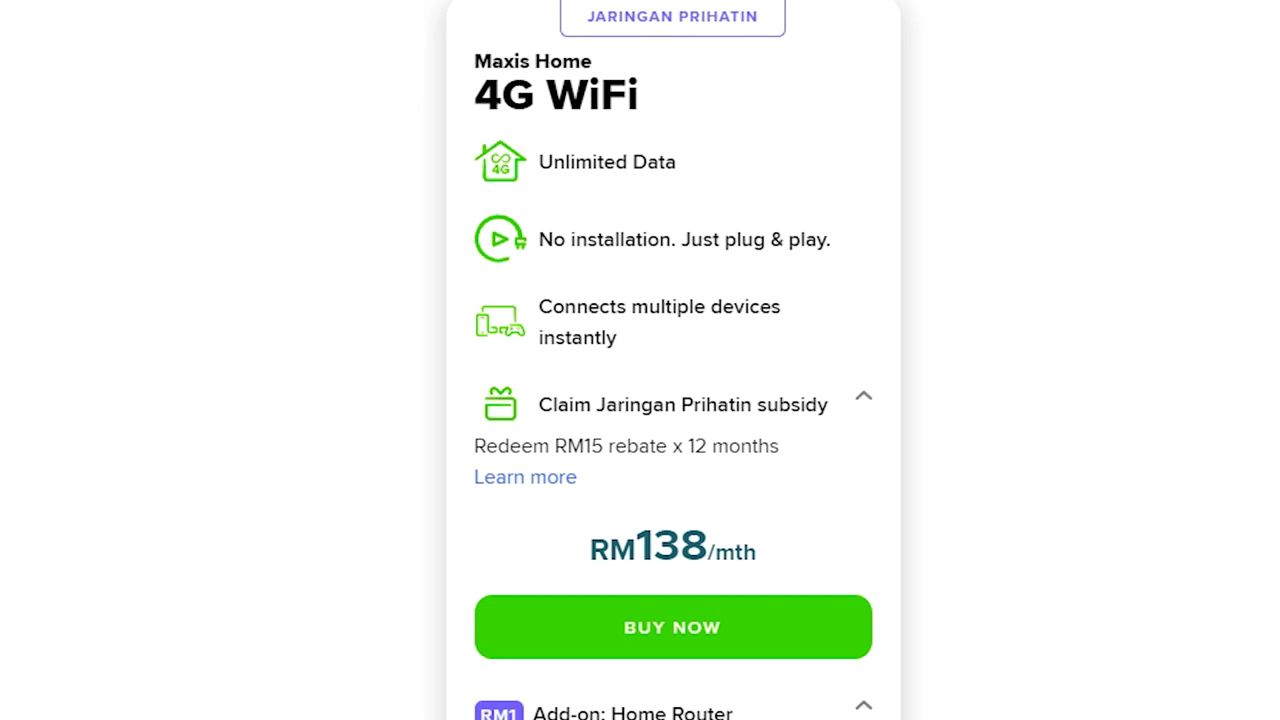 JARINGAN PRIHATIN
Maxis Home
4G WiFi
4G
Unlimited Data
No installation. Just plug & play.
Connects multiple devices
instantly
Claim Jaringan Prihatin subsidy
Redeem RM15 rebate x 12 months
Learn more
RM138/mth
BUY NOW
RM1 Add-on: Home Router